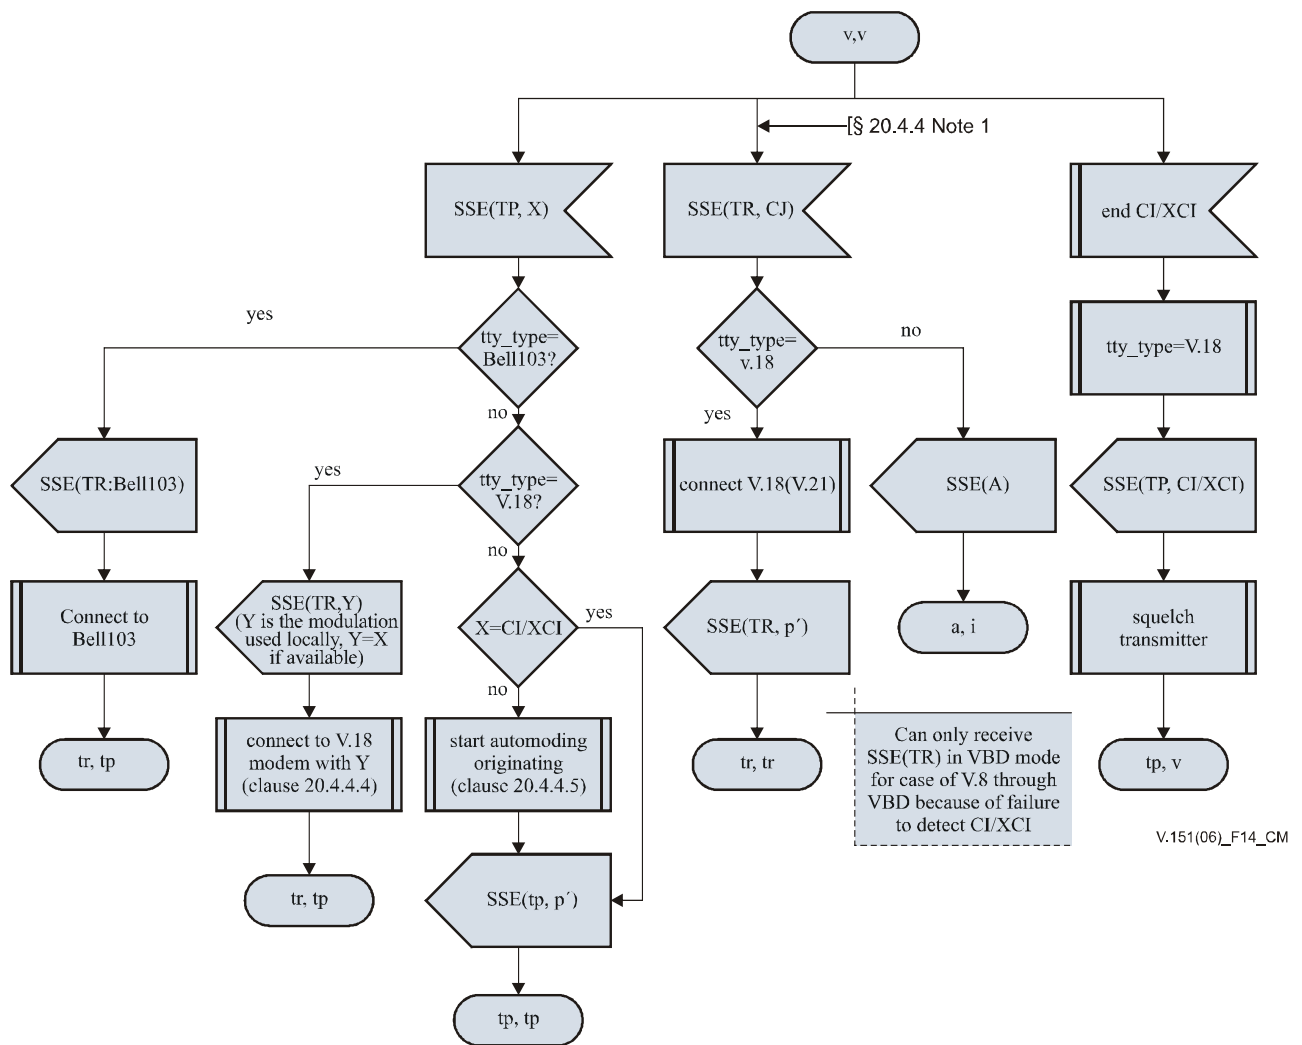 v,v
[§ 20.4.4 Note 1
SSE(TP, X)
SSE(TR, CJ)
end CI/XCI
yes
tty_type=
Bell103?
tty_type=
v.18
no
tty_type=V.18
no
yes
SSE(TR:Bell103)
yes
tty_type=
V.18?
connect V.18(V.21)
SSE(A)
SSE(TP, CI/XCI)
no
Connect to
Bell103
SSE(TR,Y)
(Y is the modulation
used locally, Y=X
if available)
X=CI/XCI
yes
SSE(TR, p´)
a, i
squelch
transmitter
no
tr, tp
connect to V.18
modem with Y
(clause 20.4.4.4)
start automoding
originating
(clause 20.4.4.5)
tr, tr
Can only receive
SSE(TR) in VBD mode
for case of V.8 through
VBD because of failure
to detect CI/XCI
tp, v
V.151(06)_F14_CM
tr, tp
SSE(tp, p´)
tp, tp